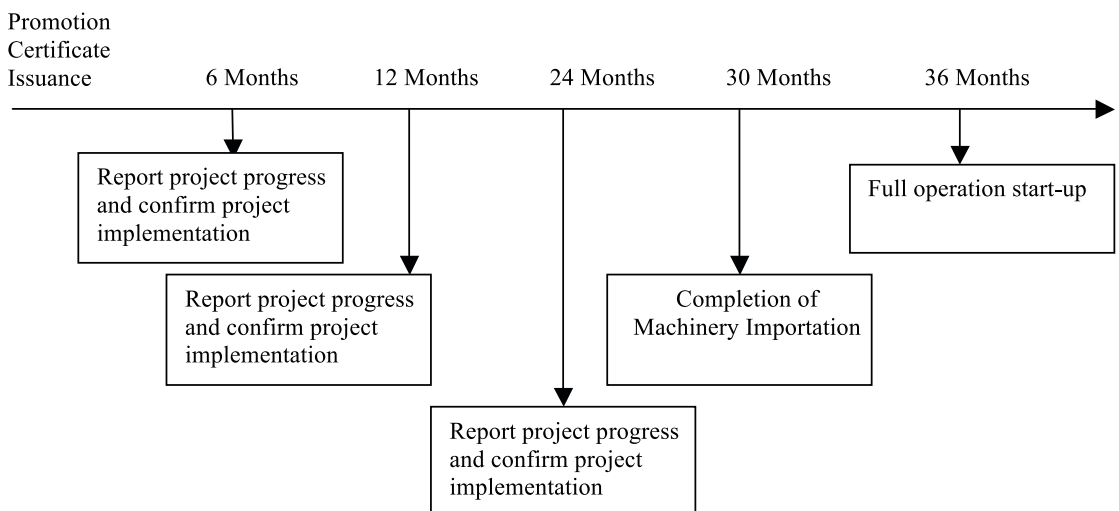 Promotion
Certificate
Issuance
6 Months
12 Months
24 Months
30 Months
36 Months
Report project progress
and confirm project
implementation
Full operation start-up
Report project progress
and confirm project
implementation
Completion of
Machinery Importation
Report project progress
and confirm project
implementation